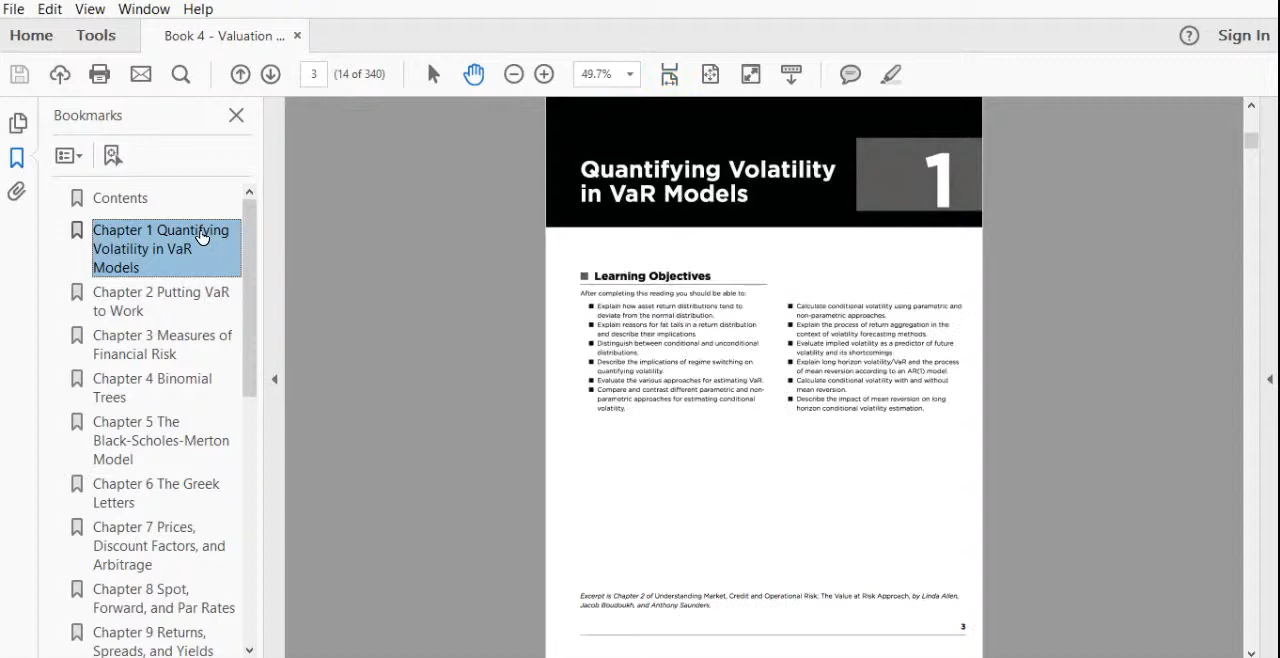 File Edit View Window Help
Home Tools Book 4 - Valuation ... × ? Sign In
3 (14 of 340) 49.7%
Bookmarks
Contents
Chapter 1 Quantifying
Volatility in VaR
Models
Chapter 2 Putting VaR
to Work
Chapter 3 Measures of
Financial Risk
Chapter 4 Binomial
Trees
Chapter 5 The
Black-Scholes-Merton
Model
Chapter 6 The Greek
Letters
Chapter 7 Prices,
Discount Factors, and
Arbitrage
Chapter 8 Spot,
Forward, and Par Rates
Chapter 9 Returns,
Spreads, and Yields
Quantifying Volatility
in VaR Models
1
Learning Objectives
After completing this reading you should be able to:
Explain how asset return distributions tend to
deviate from the normal distribution.
Explain reasons for fat tails in a return distribution
and describe their implications.
Distinguish between conditional and unconditional
distributions.
Describe the implications of regime switching on
quantifying volatility.
Evaluate the various approaches for estimating VaR.
Compare and contrast different parametric and non-
parametric approaches for estimating conditional
volatility.
Calculate conditional volatility using parametric and
non-parametric approaches.
Explain the process of return aggregation in the
context of volatility forecasting methods.
Evaluate implied volatility as a predictor of future
volatility and its shortcomings.
Explain long horizon volatility/VaR and the process
of mean reversion according to an AR(1) model.
Calculate conditional volatility with and without
mean reversion.
Describe the impact of mean reversion on long
horizon conditional volatility estimation.
Excerpt is Chapter 2 of Understanding Market, Credit and Operational Risk: The Value at Risk Approach, by Linda Allen,
Jacob Boudoukh, and Anthony Saunders.
3